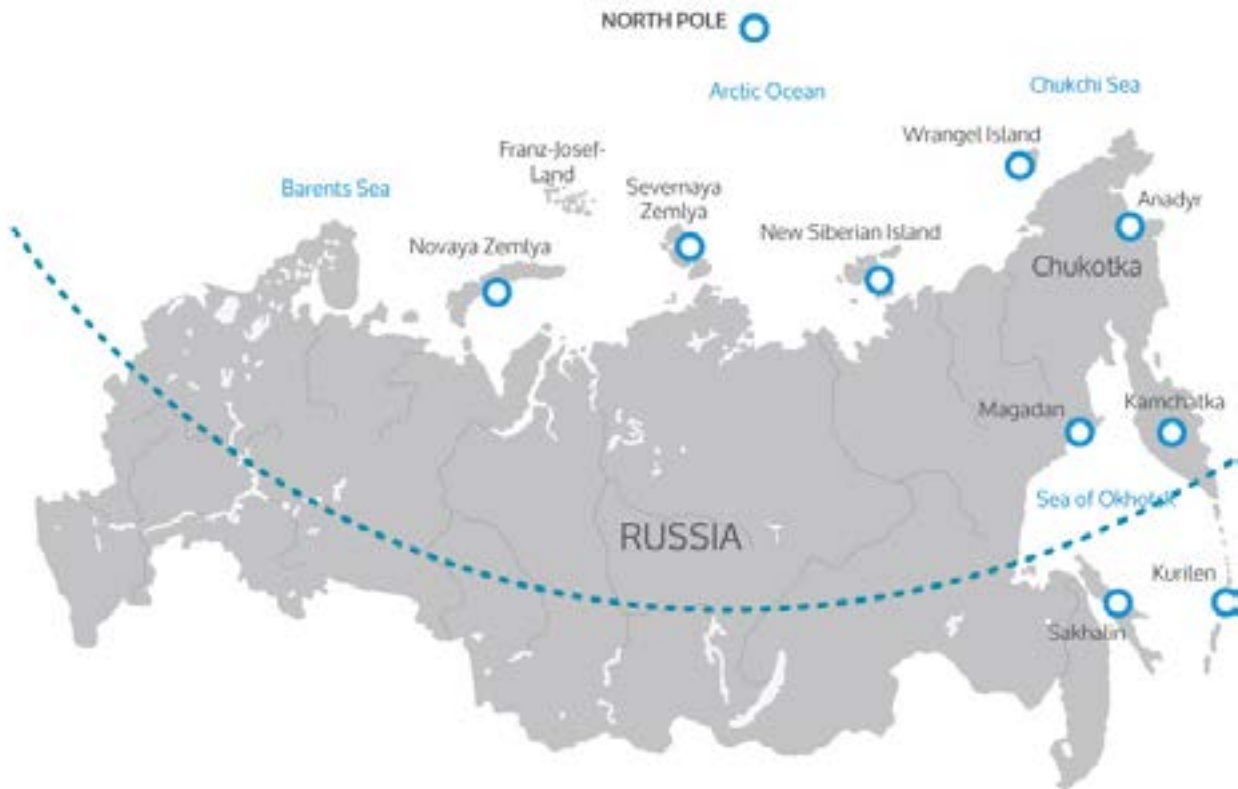 NORTH POLE
Arctic Ocean
Chukchi Sea
Wrangel Island
Franz-Josef-
Land
Barents Sea
Severnaya
Zemlya
Anadyr
New Siberian Island
Novaya Zemlya
Chukotka
Magadan
Kamchatka
Sea of Okhotsk
RUSSIA
Kurilen
Sakhalin